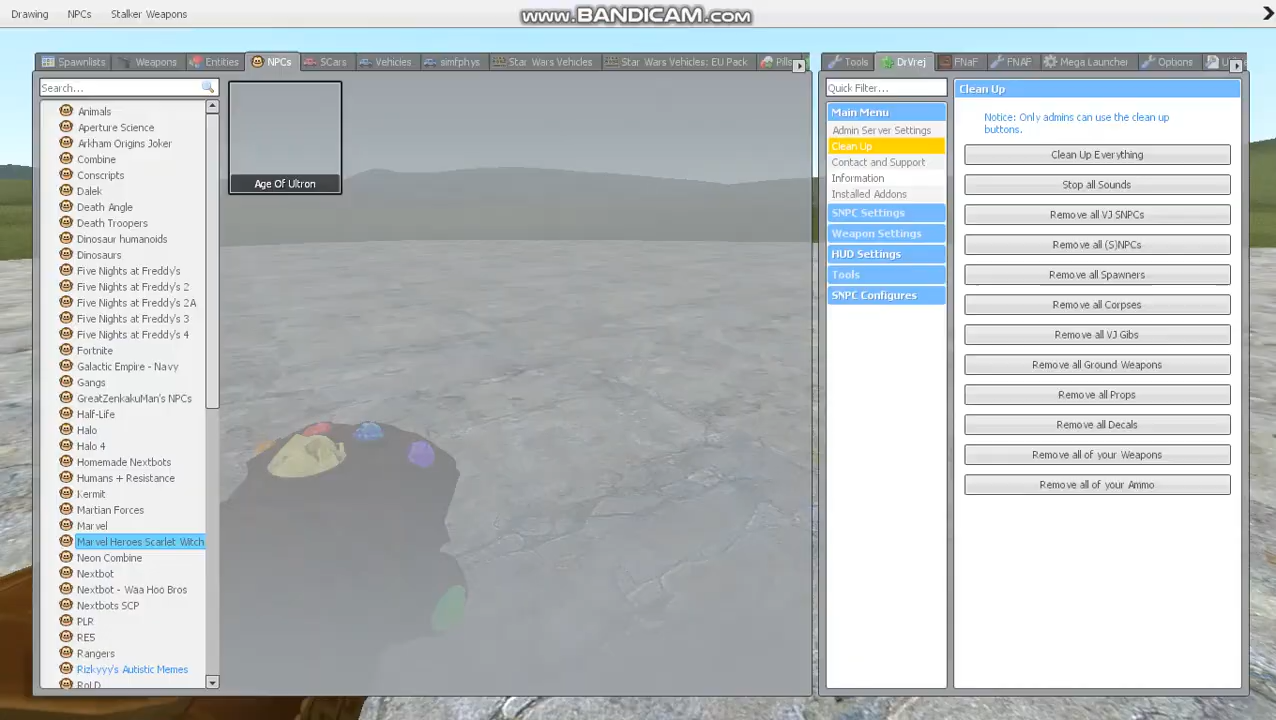 Drawing NPCs Stalker Weapons
www.BANDICAM.com
Spawnlists Weapons Entities NPCs SCars Vehicles simfphys Star Wars Vehicles Star Wars Vehicles: EU Pack
Tools DrVrej FNaF FNAF Mega Launcher Options
Search...
Animals
Aperture Science
Arkham Origins Joker
Combine
Conscripts
Dalek
Death Angle
Death Troopers
Dinosaur humanoids
Dinosaurs
Five Nights at Freddy's
Five Nights at Freddy's 2
Five Nights at Freddy's 2A
Five Nights at Freddy's 3
Five Nights at Freddy's 4
Fortnite
Galactic Empire - Navy
Gangs
GreatZenkakuMan's NPCs
Half-Life
Halo
Halo 4
Homemade Nextbots
Humans + Resistance
Kermit
Martian Forces
Marvel
Marvel Heroes Scarlet Witch
Neon Combine
Nextbot
Nextbot - Waa Hoo Bros
Nextbots SCP
PLR
RE5
Rangers
Rizkyyy's Autistic Memes
RoLD
Age Of Ultron
Quick Filter...
Main Menu
Admin Server Settings
Clean Up
Contact and Support
Information
Installed Addons
SNPC Settings
Weapon Settings
HUD Settings
Tools
SNPC Configures
Clean Up
Notice: Only admins can use the clean up
buttons.
Clean Up Everything
Stop all Sounds
Remove all VJ SNPCs
Remove all (S)NPCs
Remove all Spawners
Remove all Corpses
Remove all VJ Gibs
Remove all Ground Weapons
Remove all Props
Remove all Decals
Remove all of your Weapons
Remove all of your Ammo